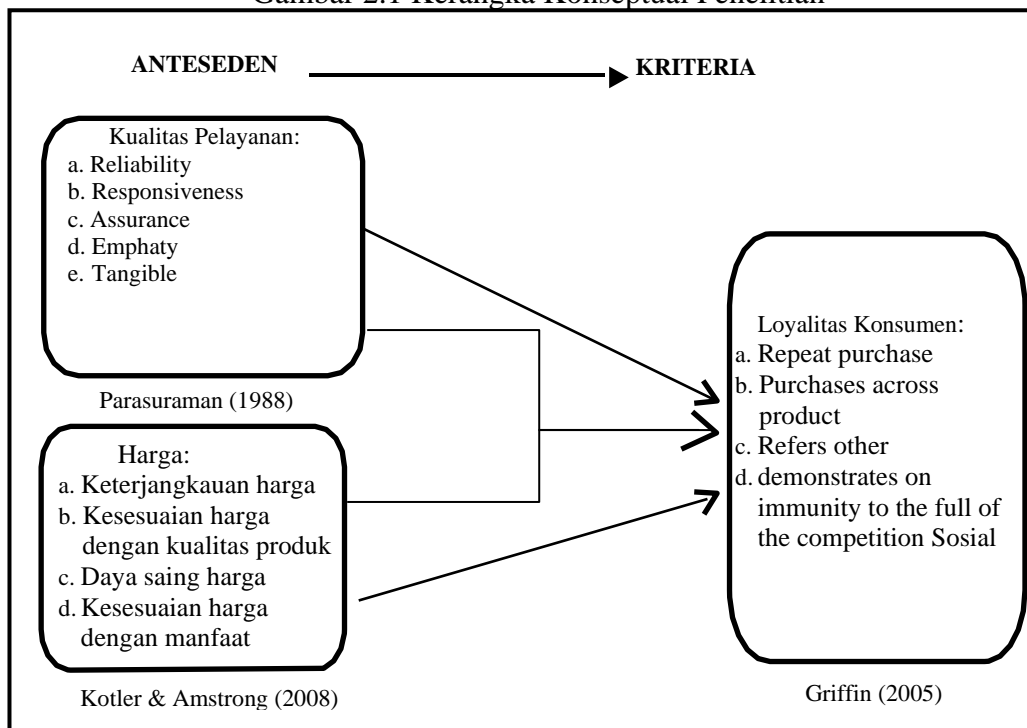 Gambar 2.1 Kerangka Konseptual Penelitian
ANTESEDEN
KRITERIA
Kualitas Pelayanan:
a. Reliability
b. Responsiveness
c. Assurance
d. Emphaty
e. Tangible
Parasuraman (1988)
Harga:
a. Keterjangkauan harga
b. Kesesuaian harga
dengan kualitas produk
c. Daya saing harga
d. Kesesuaian harga
dengan manfaat
Kotler & Amstrong (2008)
Loyalitas Konsumen:
a. Repeat purchase
b. Purchases across
product
c. Refers other
d. demonstrates on
immunity to the full of
the competition Sosial
Griffin (2005)